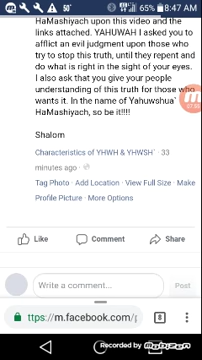 50°
65% 8:47 AM
HaMashiyach upon this video and the
links attached. YAHUWAH I asked you to
afflict an evil judgment upon those who
try to stop this truth, until they repent and
do what is right in the sight of your eyes.
I also ask that you give your people
understanding of this truth for those who
wants it. In the name of Yahuwshua`
HaMashiyach, so be it!!!!
Shalom
Characteristics of YHWH & YHWSH` · 33
minutes ago ·
Tag Photo · Add Location · View Full Size · Make
Profile Picture · More Options
Like Comment Share
Write a comment... Post
ttps://m.facebook.com/p 8
Recorded by